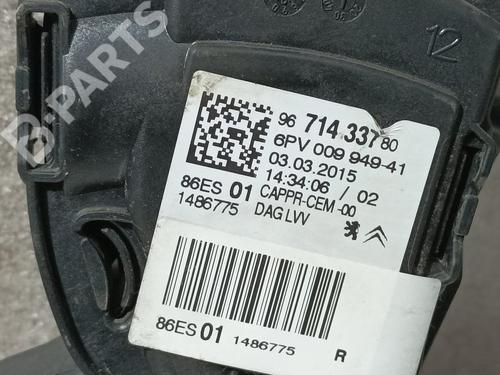 B-PARTS
12
96 714 337 80
6PV 009 949-41
03.03.2015
14:34:06 / 02
86ES 01 CAPPR-CEM -00
1486775 DAG LVV
86ES 01 1486775 R